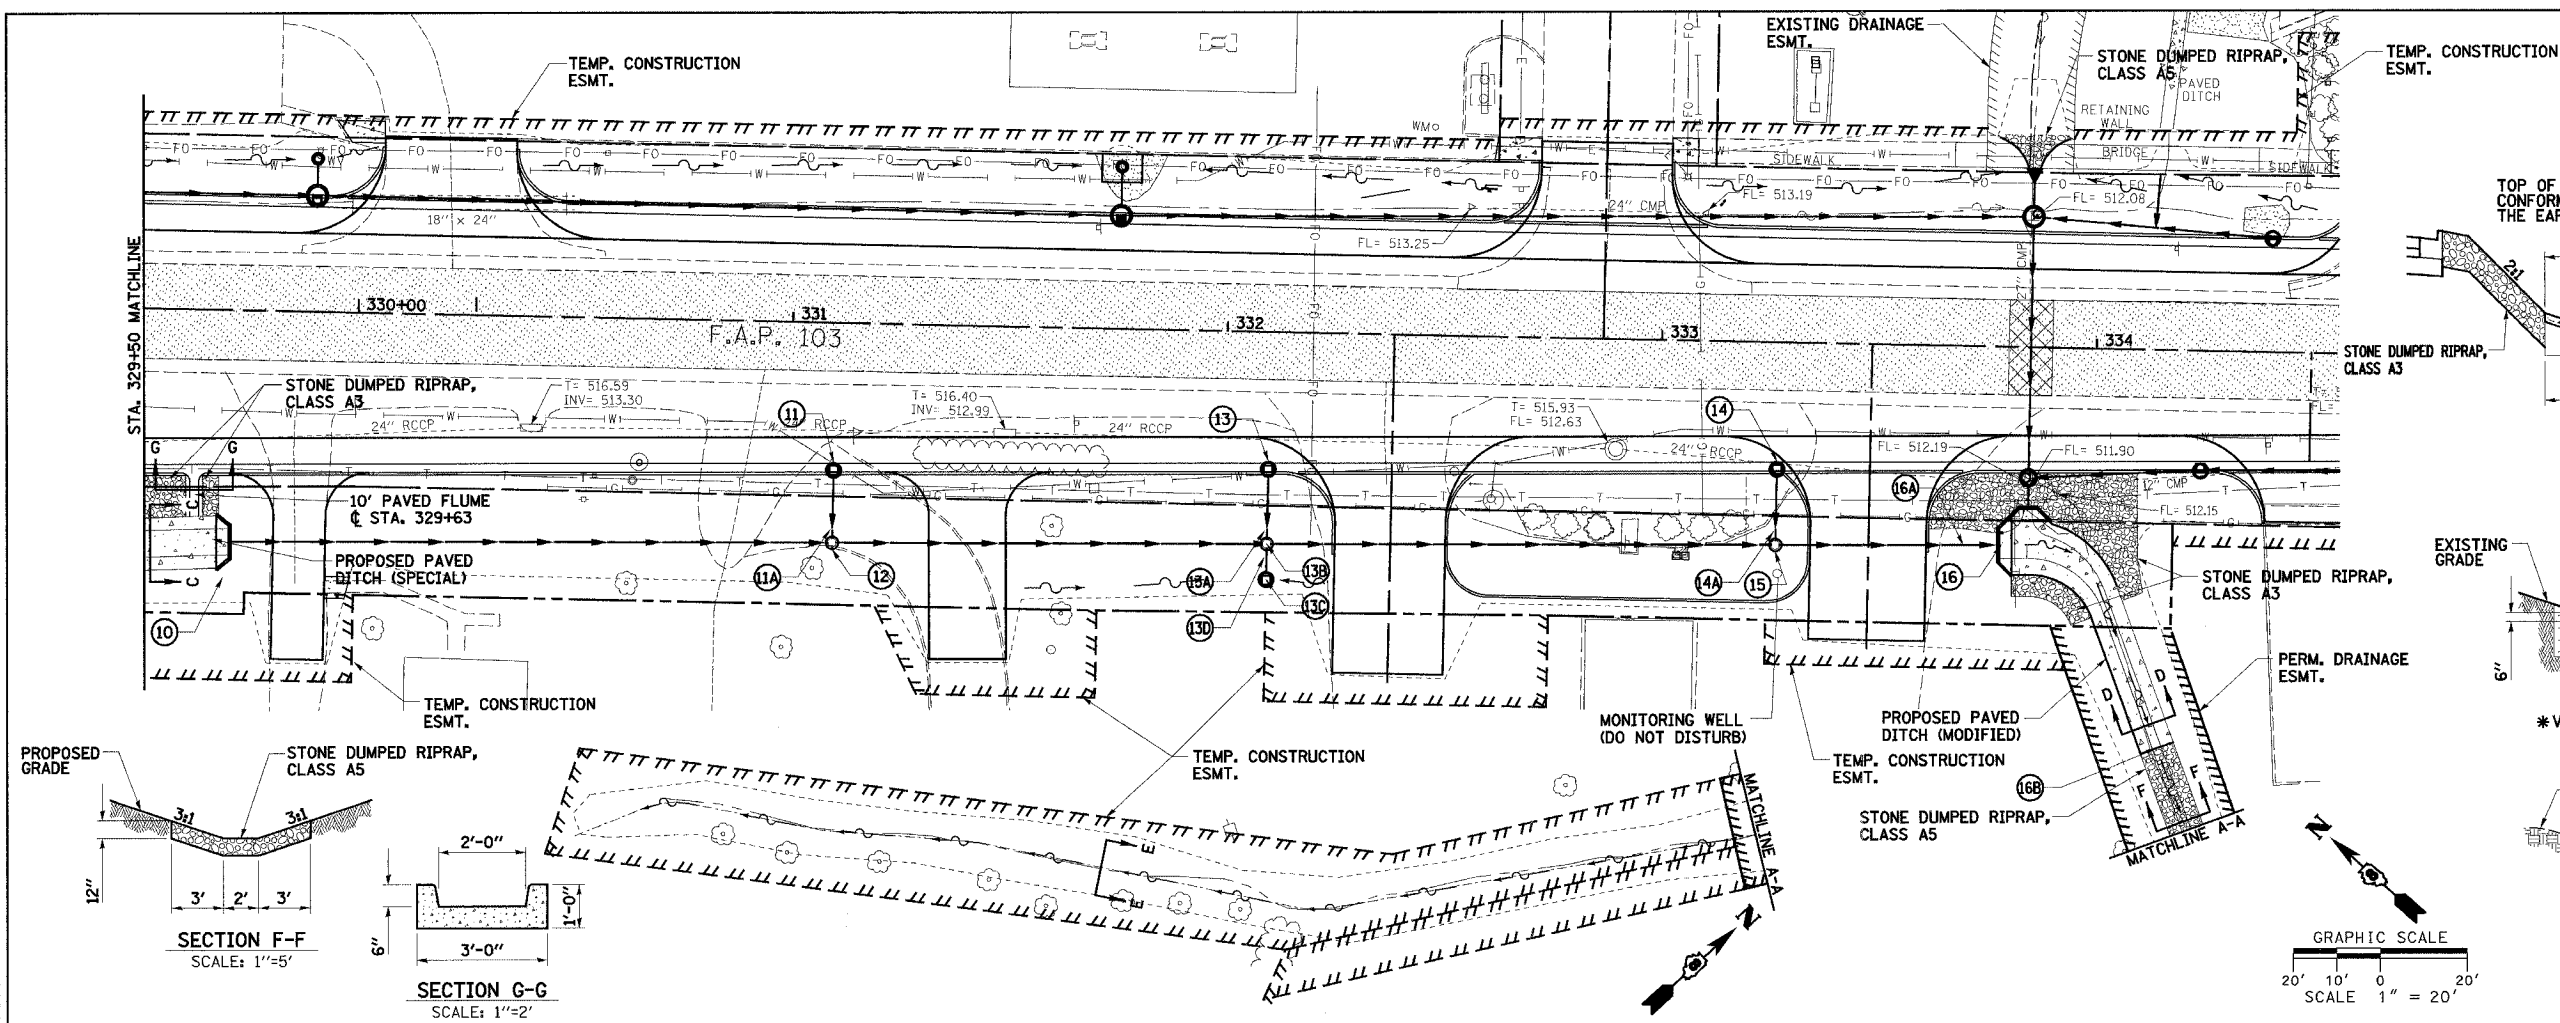 EXISTING DRAINAGE
ESMT.
TEMP. CONSTRUCTION
ESMT.
STONE DUMPED RIPRAP,
CLASS A5
TEMP. CONSTRUCTION
ESMT.
PAVED
DITCH
RETAINING
WALL
BRIDGE
SIDEWALK
SIDEWALK
WM
18" x 24"
24" CMP
FL= 513.25
FL= 513.19
FL= 512.08
27" CMP
TOP OF
CONFORM
THE EAR
2:1
STONE DUMPED RIPRAP,
CLASS A3
STA. 329+50 MATCHLINE
330+00
331
332
333
334
F.A.P. 103
STONE DUMPED RIPRAP,
CLASS A3
T= 516.59
INV= 513.30
T= 516.40
INV= 512.99
T= 515.93
FL= 512.63
24" RCCP
24" RCCP
24" RCCP
24" RCCP
FL= 512.19
FL= 511.90
T=
FL=
11
13
14
G G
16A
12" CMP
FL= 512.15
10' PAVED FLUME
℄ STA. 329+63
PROPOSED PAVED
DITCH (SPECIAL)
C
C
10
11A
12
13A
13B
13C
13D
14A
15
16
STONE DUMPED RIPRAP,
CLASS A3
EXISTING
GRADE
6"
TEMP. CONSTRUCTION
ESMT.
TEMP. CONSTRUCTION
ESMT.
MONITORING WELL
(DO NOT DISTURB)
PROPOSED PAVED
DITCH (MODIFIED)
TEMP. CONSTRUCTION
ESMT.
PERM. DRAINAGE
ESMT.
D D
16B
STONE DUMPED RIPRAP,
CLASS A5
F F
MATCHLINE A-A
MATCHLINE A-A
E
E
PROPOSED
GRADE
STONE DUMPED RIPRAP,
CLASS A5
3:1
3:1
12"
3' 2' 3'
SECTION F-F
SCALE: 1"=5'
2'-0"
6"
1'-0"
3'-0"
SECTION G-G
SCALE: 1"=2'
N
N
GRAPHIC SCALE
20' 10' 0 20'
SCALE 1" = 20'